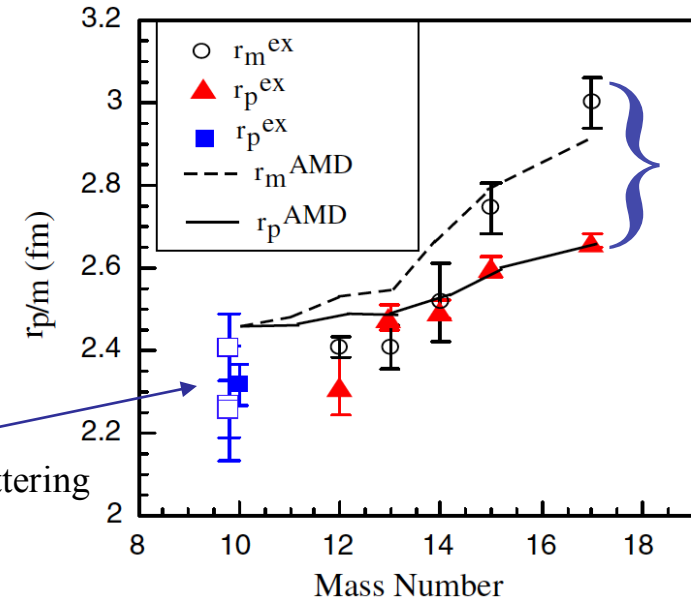 3.2
r_m^ex
r_p^ex
r_p^ex
r_m^AMD
r_p^AMD
3
2.8
2.6
2.4
2.2
2
r_p/m (fm)
ttering
8 10 12 14 16 18
Mass Number